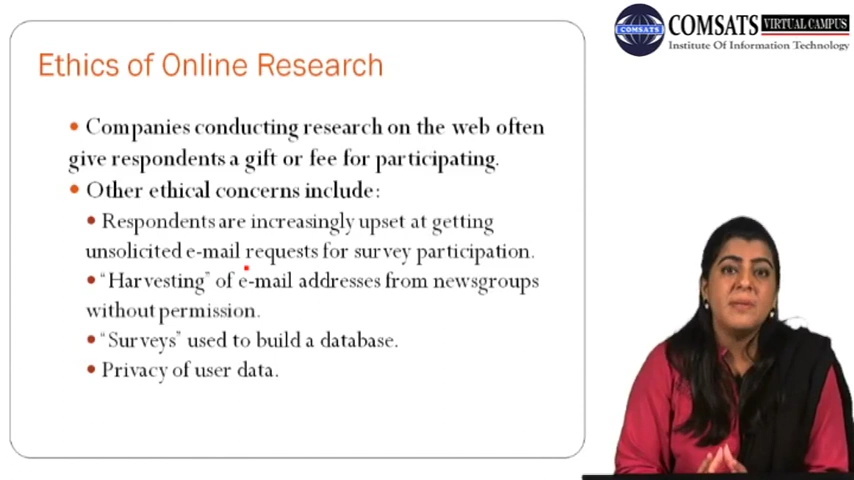 COMSATS VIRTUAL CAMPUS
Institute Of Information Technology
COMSATS
Ethics of Online Research
• Companies conducting research on the web often
give respondents a gift or fee for participating.
• Other ethical concerns include:
• Respondents are increasingly upset at getting
unsolicited e-mail requests for survey participation.
• “Harvesting” of e-mail addresses from newsgroups
without permission.
• “Surveys” used to build a database.
• Privacy of user data.